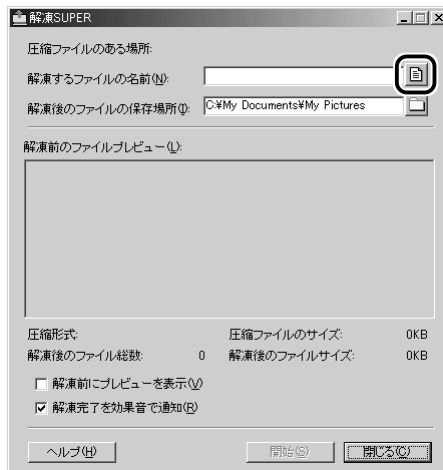 解凍SUPER
圧縮ファイルのある場所:
解凍するファイルの名前(N):
解凍後のファイルの保存場所(I): C:¥My Documents¥My Pictures
解凍前のファイルプレビュー(L):
圧縮形式: 圧縮ファイルのサイズ: 0KB
解凍後のファイル総数: 0 解凍後のファイルサイズ: 0KB
解凍前にプレビューを表示(V)
解凍完了を効果音で通知(R)
ヘルプ(H) 開始(S) 閉じる(C)